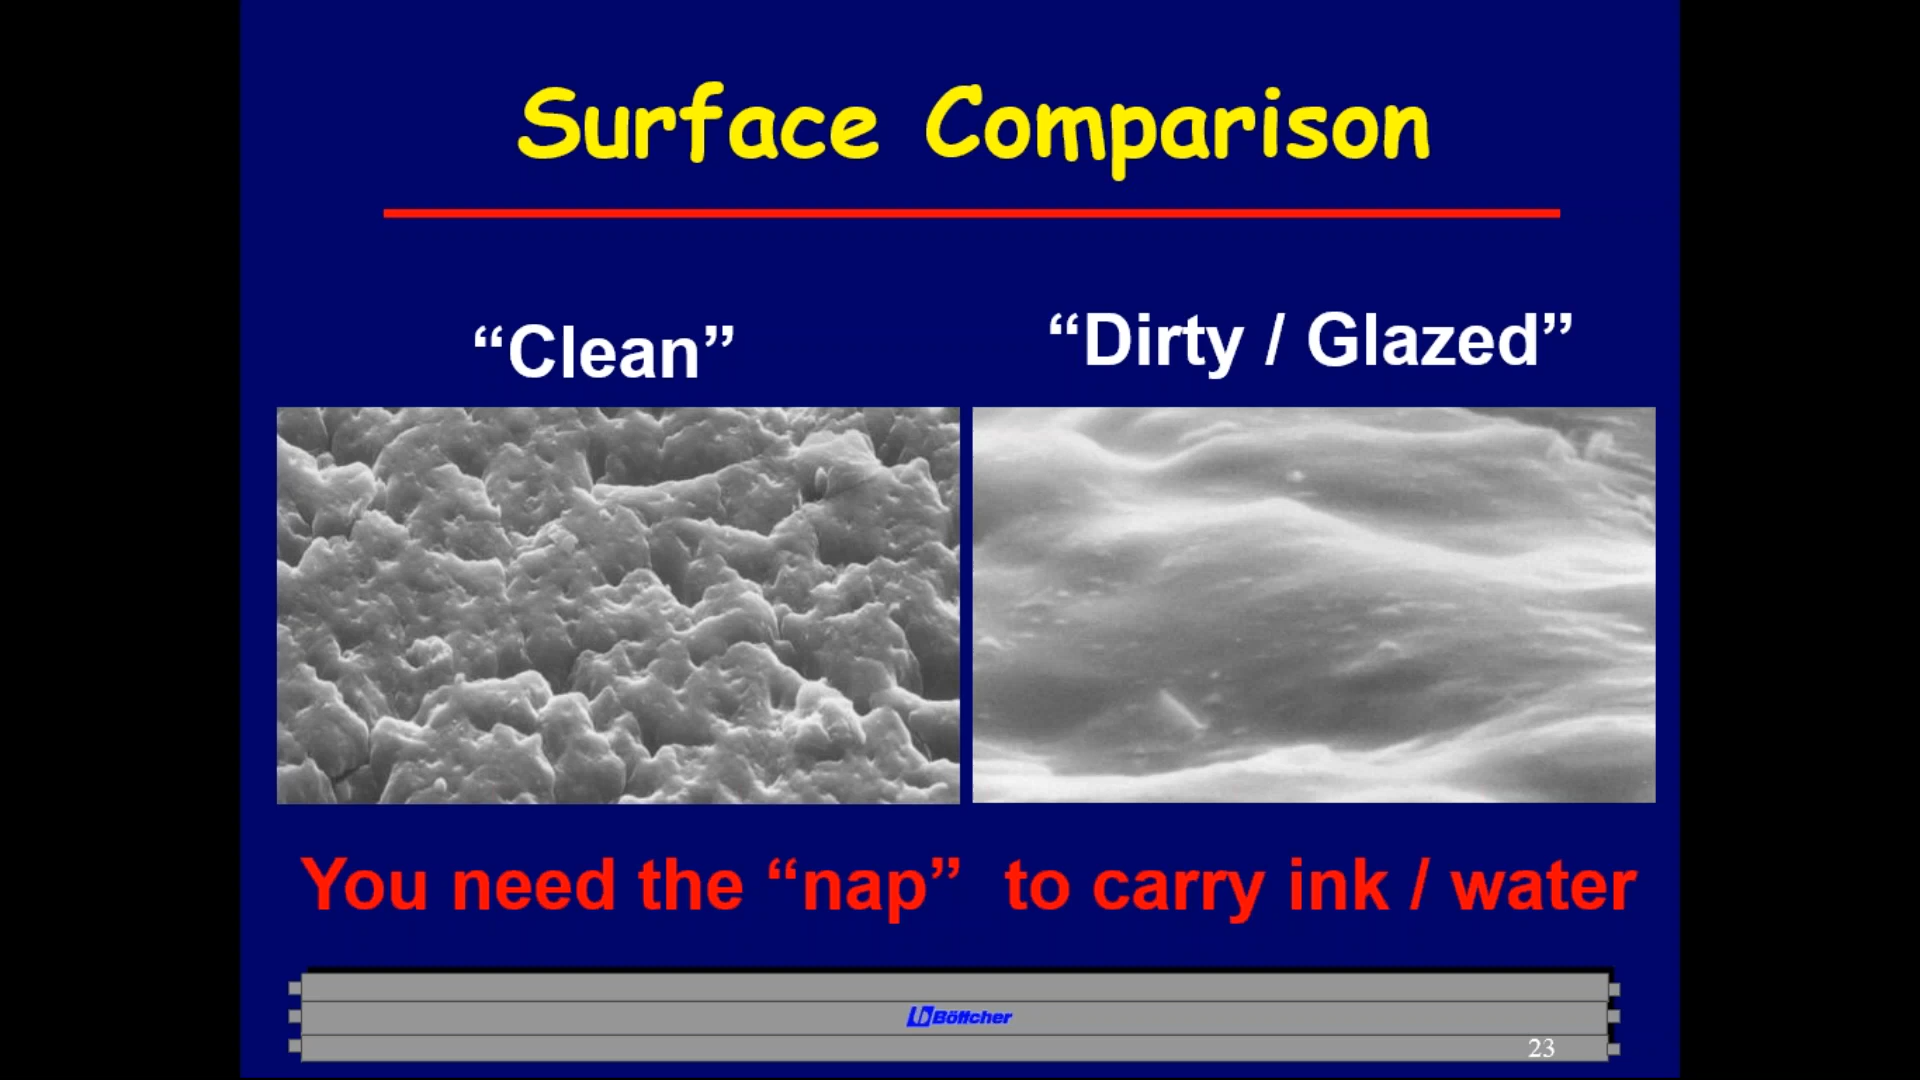 Surface Comparison
“Clean”
“Dirty / Glazed”
You need the “nap” to carry ink / water
Böttcher
23